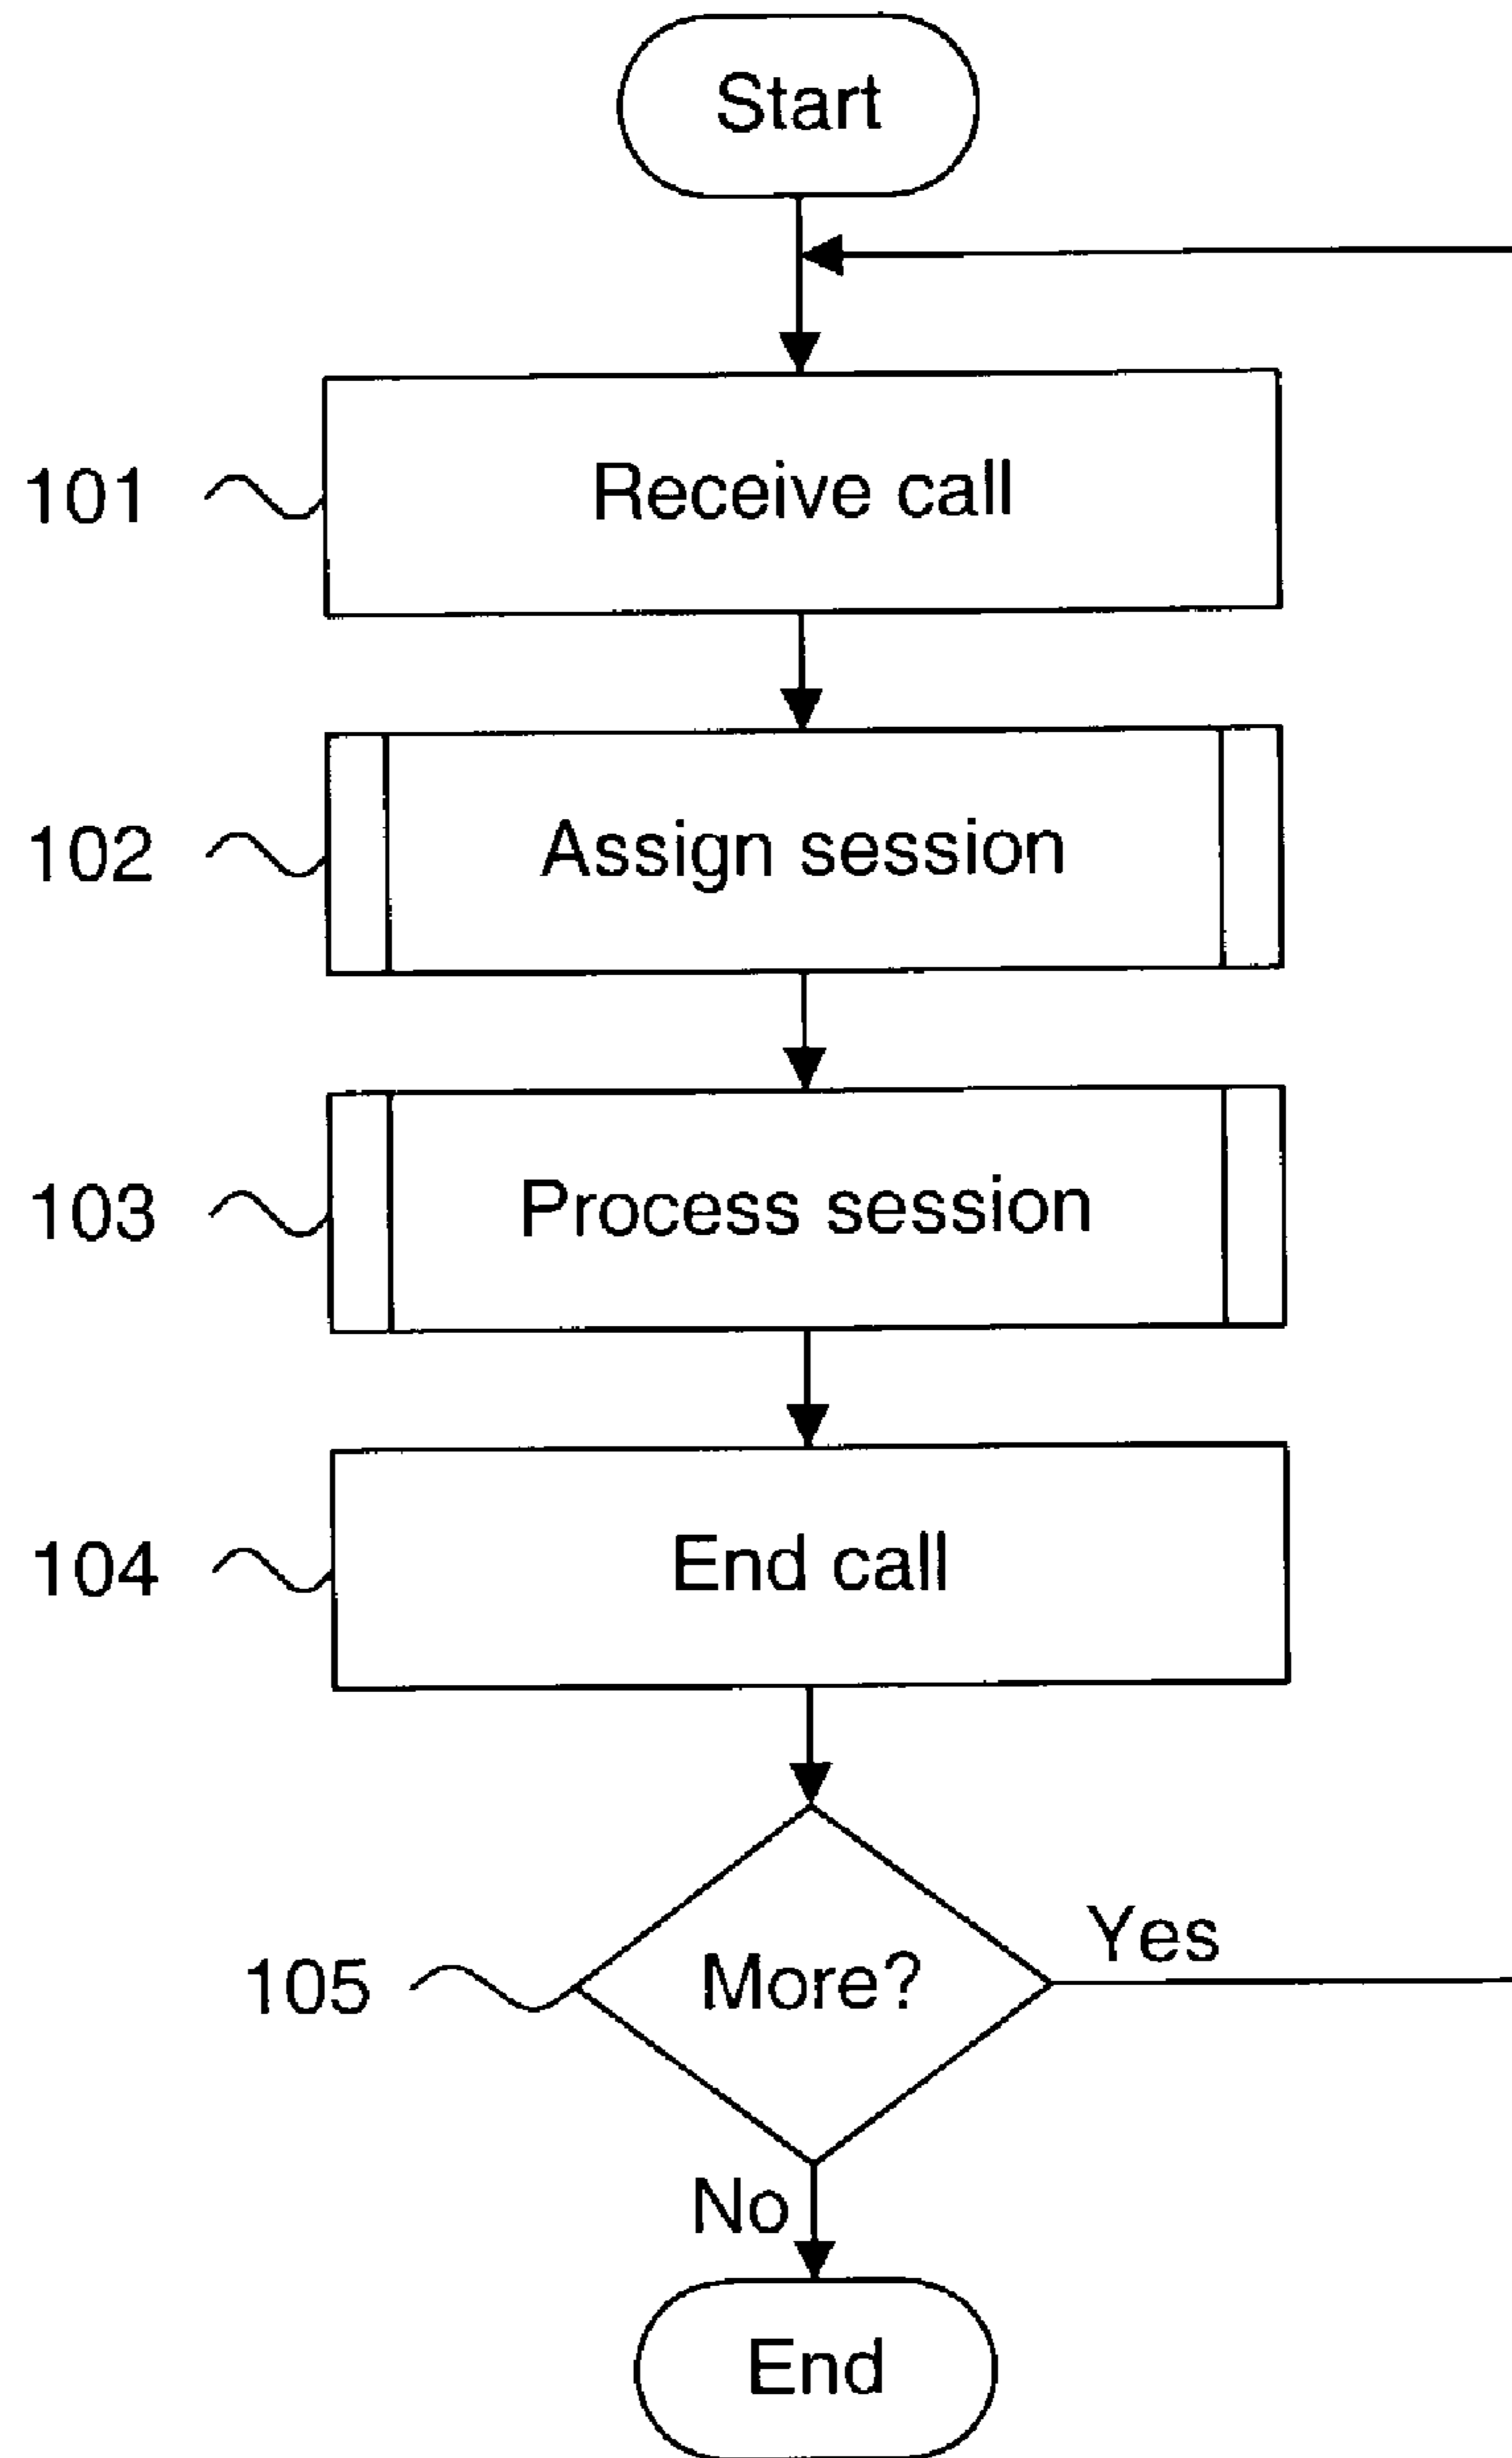 Start
101
Receive call
102
Assign session
103
Process session
104
End call
105
More?
Yes
No
End